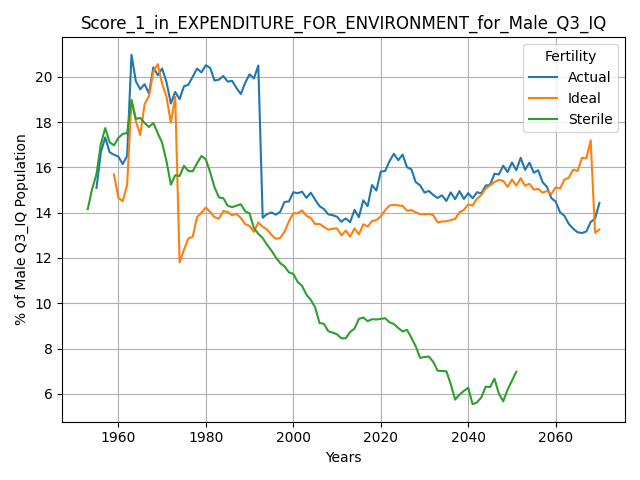 Score_1_in_EXPENDITURE_FOR_ENVIRONMENT_for_Male_Q3_IQ
Fertility
Actual
Ideal
Sterile
% of Male Q3_IQ Population
20
18
16
14
12
10
8
6
1960
1980
2000
2020
2040
2060
Years